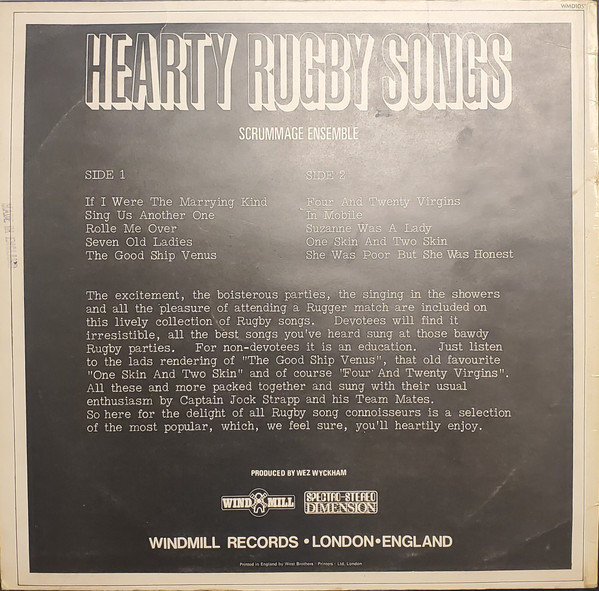 WMD101
HEARTY RUGBY SONGS
SCRUMMAGE ENSEMBLE
SIDE 1
If I Were The Marrying Kind
Sing Us Another One
Rolle Me Over
Seven Old Ladies
The Good Ship Venus
SIDE 2
Four And Twenty Virgins
In Mobile
Suzanne Was A Lady
One Skin And Two Skin
She Was Poor But She Was Honest
The excitement, the boisterous parties, the singing in the showers
and all the pleasure of attending a Rugger match are included on
this lively collection of Rugby songs. Devotees will find it
irresistible, all the best songs you've heard sung at those bawdy
Rugby parties. For non-devotees it is an education. Just listen
to the lads rendering of "The Good Ship Venus", that old favourite
"One Skin And Two Skin" and of course "Four And Twenty Virgins".
All these and more packed together and sung with their usual
enthusiasm by Captain Jock Strapp and his Team Mates.
So here for the delight of all Rugby song connoisseurs is a selection
of the most popular, which, we feel sure, you'll heartily enjoy.
PRODUCED BY WEZ WYCKHAM
WIND MILL
SPECTRO-STEREO
DIMENSION
WINDMILL RECORDS • LONDON • ENGLAND
Printed in England by Brothers - Ltd, London